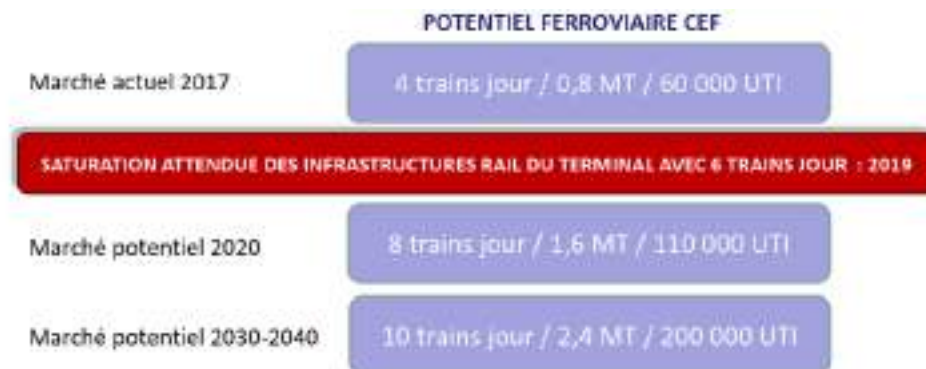 POTENTIEL FERROVIAIRE CEF
Marché actuel 2017
4 trains jour / 0,8 MT / 60 000 UTI
SATURATION ATTENDUE DES INFRASTRUCTURES RAIL DU TERMINAL AVEC 6 TRAINS JOUR : 2019
Marché potentiel 2020
8 trains jour / 1,6 MT / 110 000 UTI
Marché potentiel 2030-2040
10 trains jour / 2,4 MT / 200 000 UTI